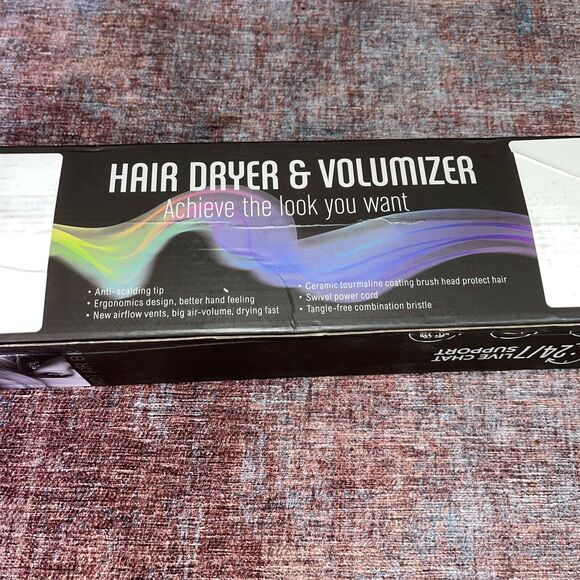 HAIR DRYER & VOLUMIZER
Achieve the look you want
• Anti-scalding tip
• Ergonomics design, better hand feeling
• New airflow vents, big air-volume, drying fast
• Ceramic tourmaline coating brush head protect hair
• Swivel power cord
• Tangle-free combination bristle
24/7 LIVE CHAT
SUPPORT